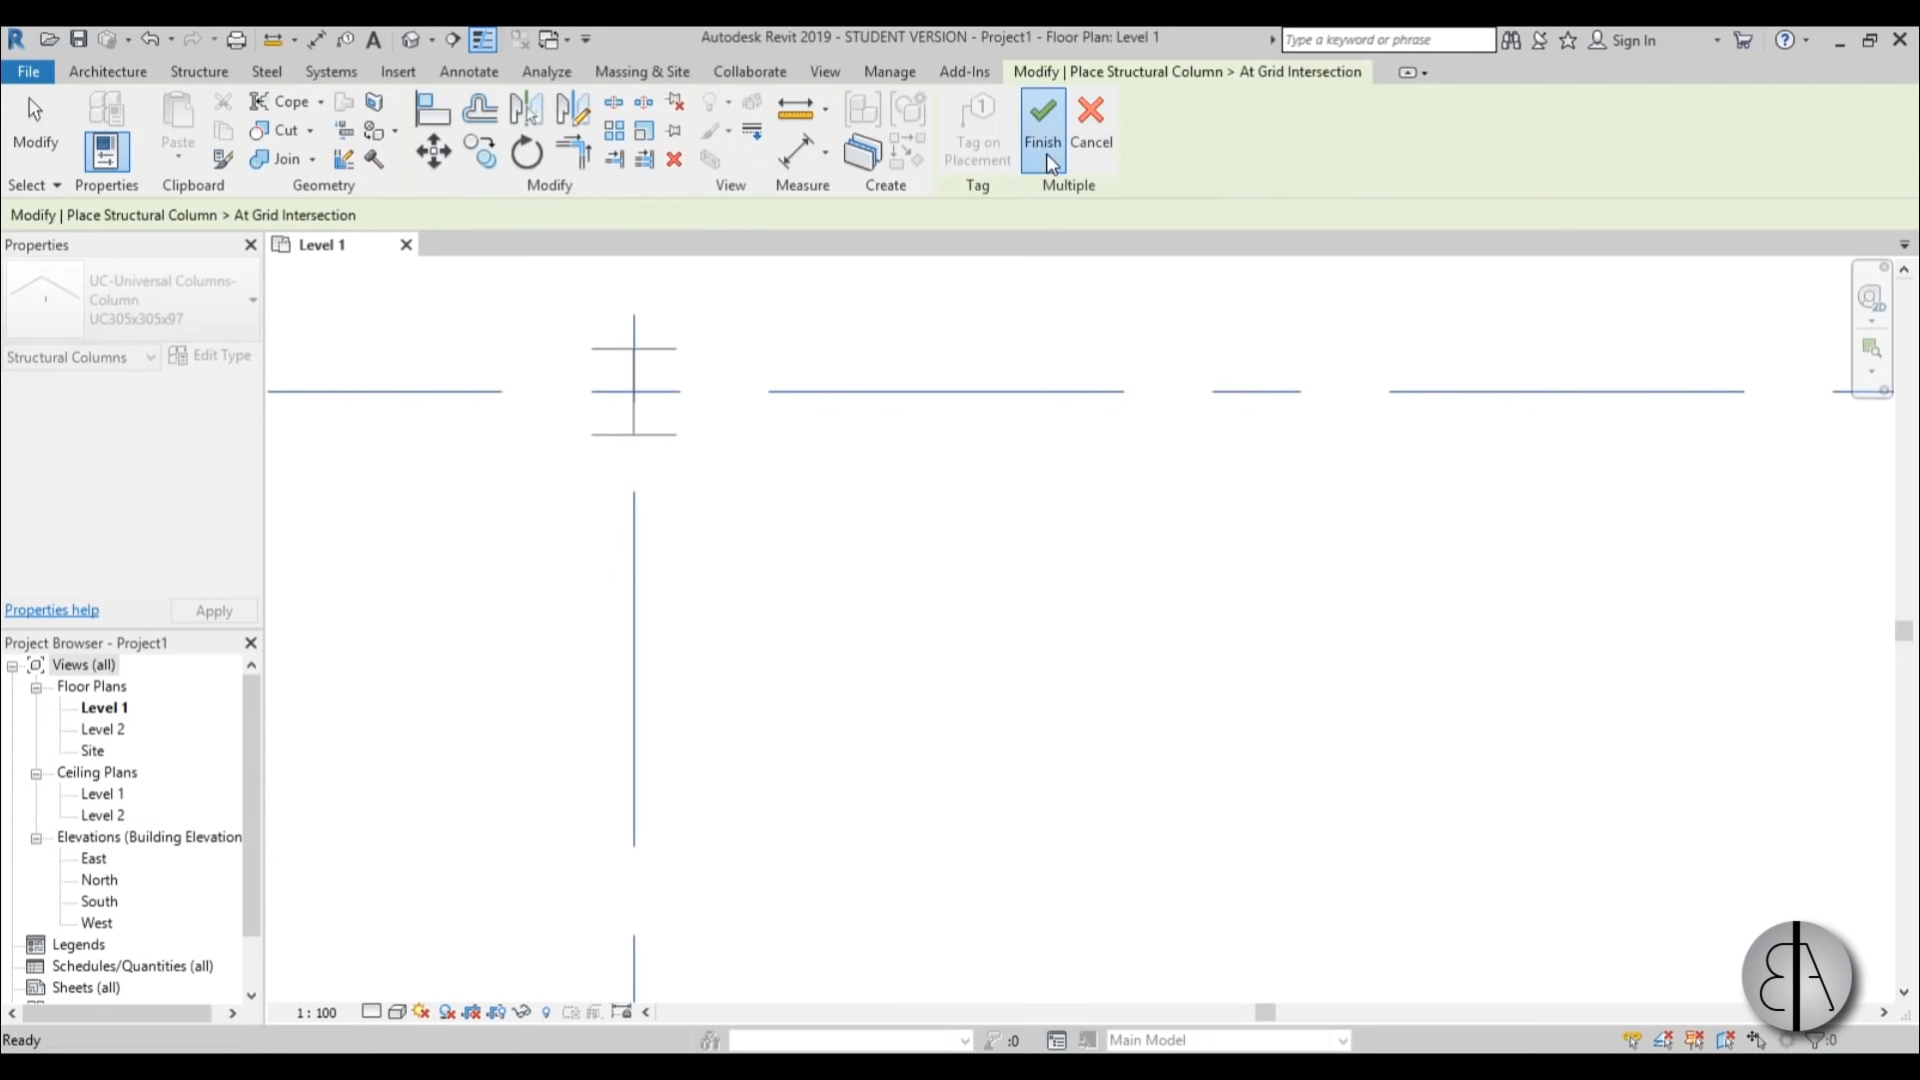 Autodesk Revit 2019 - STUDENT VERSION - Project1 - Floor Plan: Level 1
Type a keyword or phrase
Sign In
File
Architecture
Structure
Steel
Systems
Insert
Annotate
Analyze
Massing & Site
Collaborate
View
Manage
Add-Ins
Modify | Place Structural Column > At Grid Intersection
Modify
Paste
Cope
Cut
Join
Tag on
Placement
Finish
Cancel
Select
Properties
Clipboard
Geometry
Modify
View
Measure
Create
Tag
Multiple
Modify | Place Structural Column > At Grid Intersection
Properties
Level 1
UC-Universal Columns-
Column
UC305x305x97
Structural Columns
Edit Type
2D
Properties help
Apply
Project Browser - Project1
Views (all)
Floor Plans
Level 1
Level 2
Site
Ceiling Plans
Level 1
Level 2
Elevations (Building Elevation
East
North
South
West
Legends
Schedules/Quantities (all)
Sheets (all)
1 : 100
Ready
:0
Main Model
:0